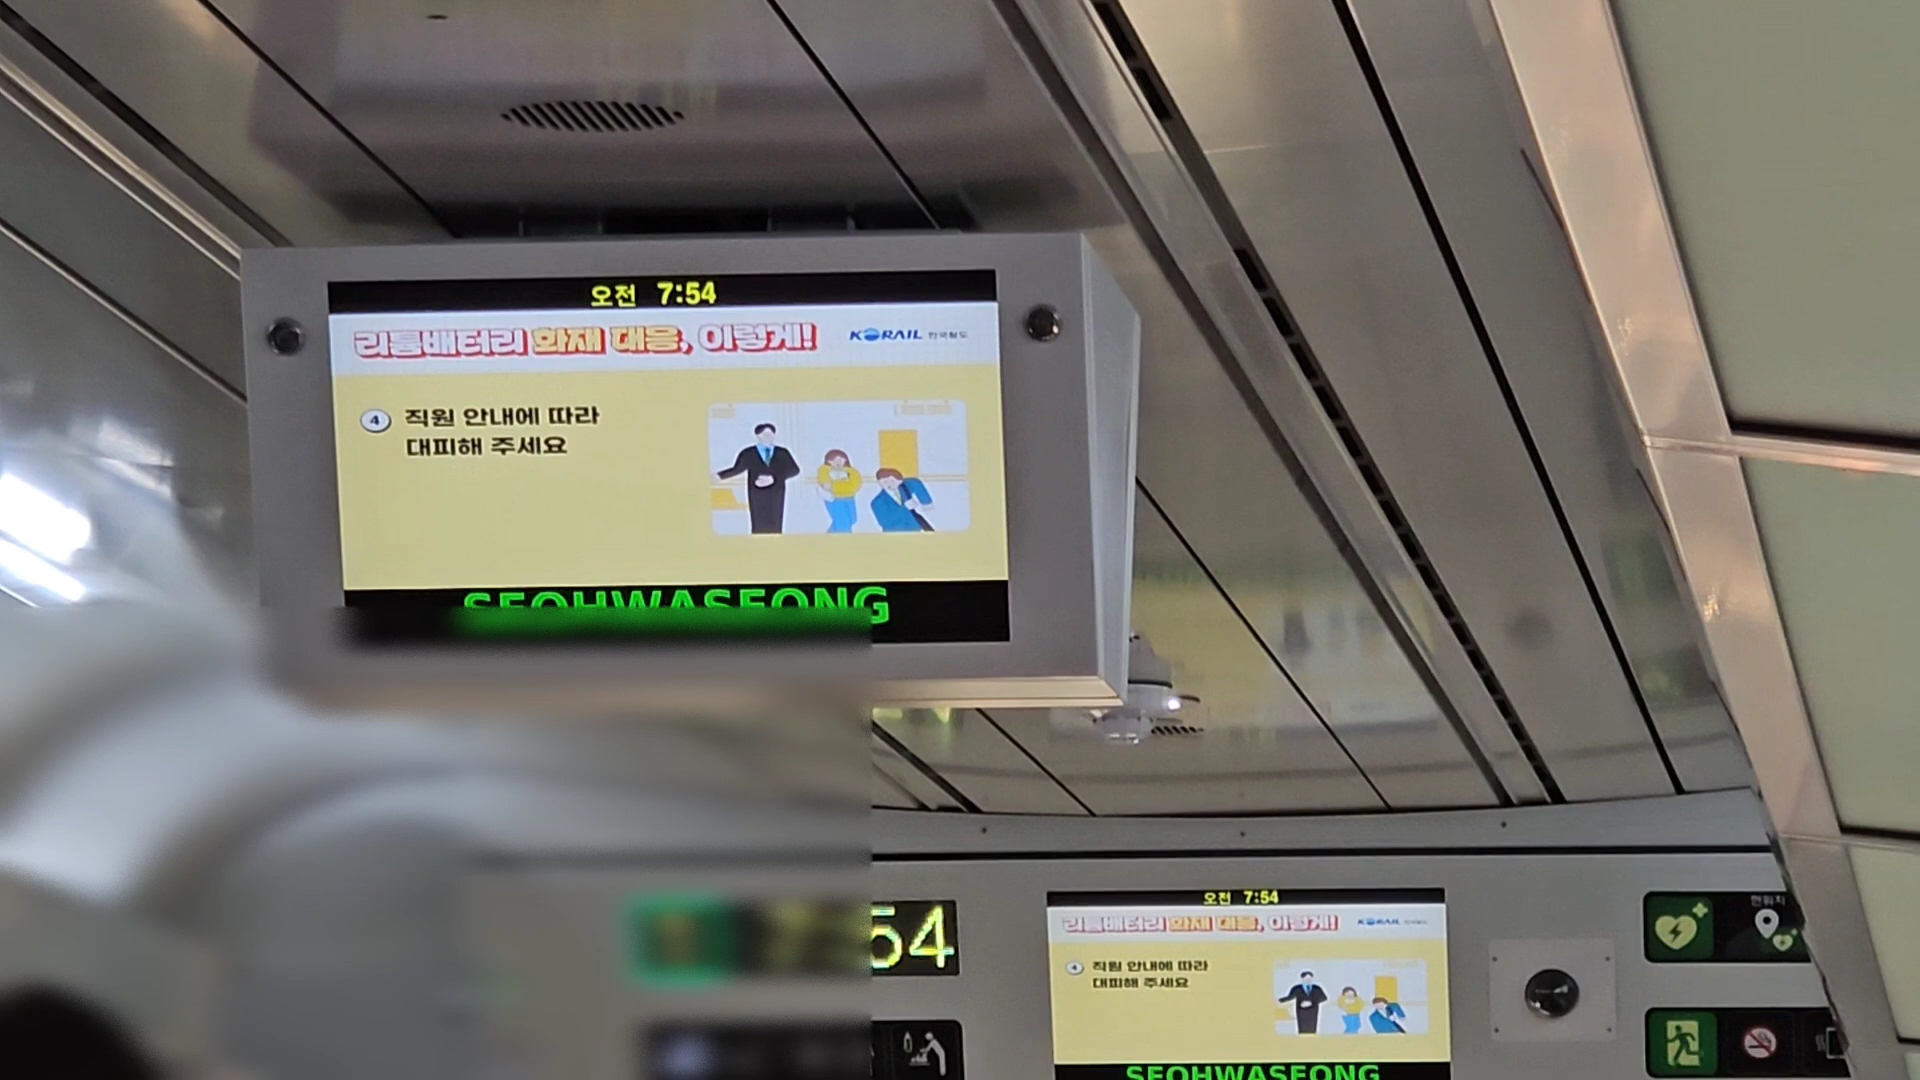 오전 7:54
리튬배터리 화재 대응, 이렇게!
KORAIL 한국철도
4 직원 안내에 따라
대피해 주세요
SEOHWASEONG
54
오전 7:54
리튬배터리 화재 대응, 이렇게!
KORAIL
4 직원 안내에 따라
대피해 주세요
SEOHWASEONG